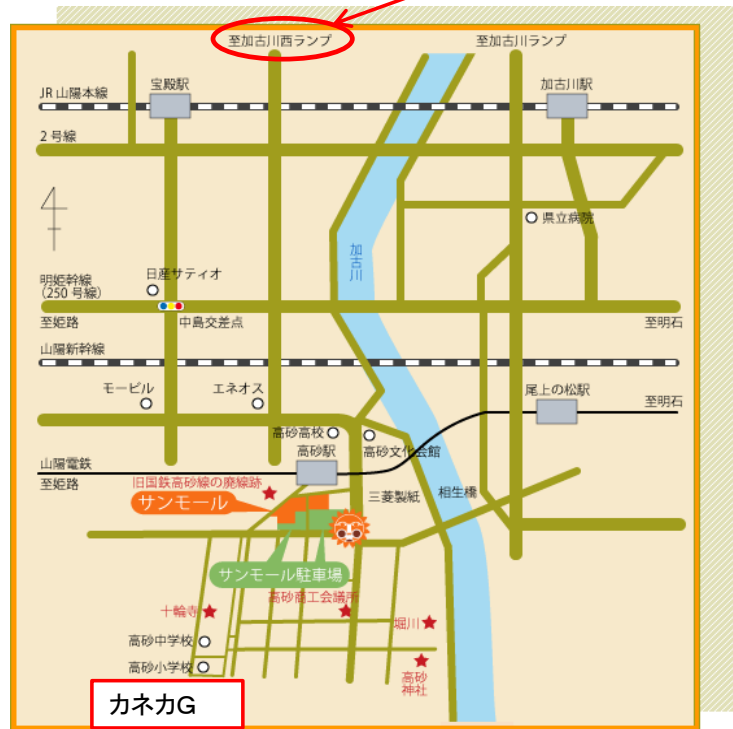 至加古川西ランプ
至加古川ランプ
宝殿駅
加古川駅
JR山陽本線
2号線
県立病院
加古川
日産サティオ
明姫幹線
(250号線)
至姫路
中島交差点
至明石
山陽新幹線
モービル
エネオス
尾上の松駅
至明石
高砂高校
高砂文化会館
高砂駅
山陽電鉄
至姫路
旧国鉄高砂線の廃線跡
三菱製紙
相生橋
サンモール
サンモール駐車場
高砂商工会議所
十輪寺
堀川
高砂中学校
高砂小学校
高砂
神社
カネカG